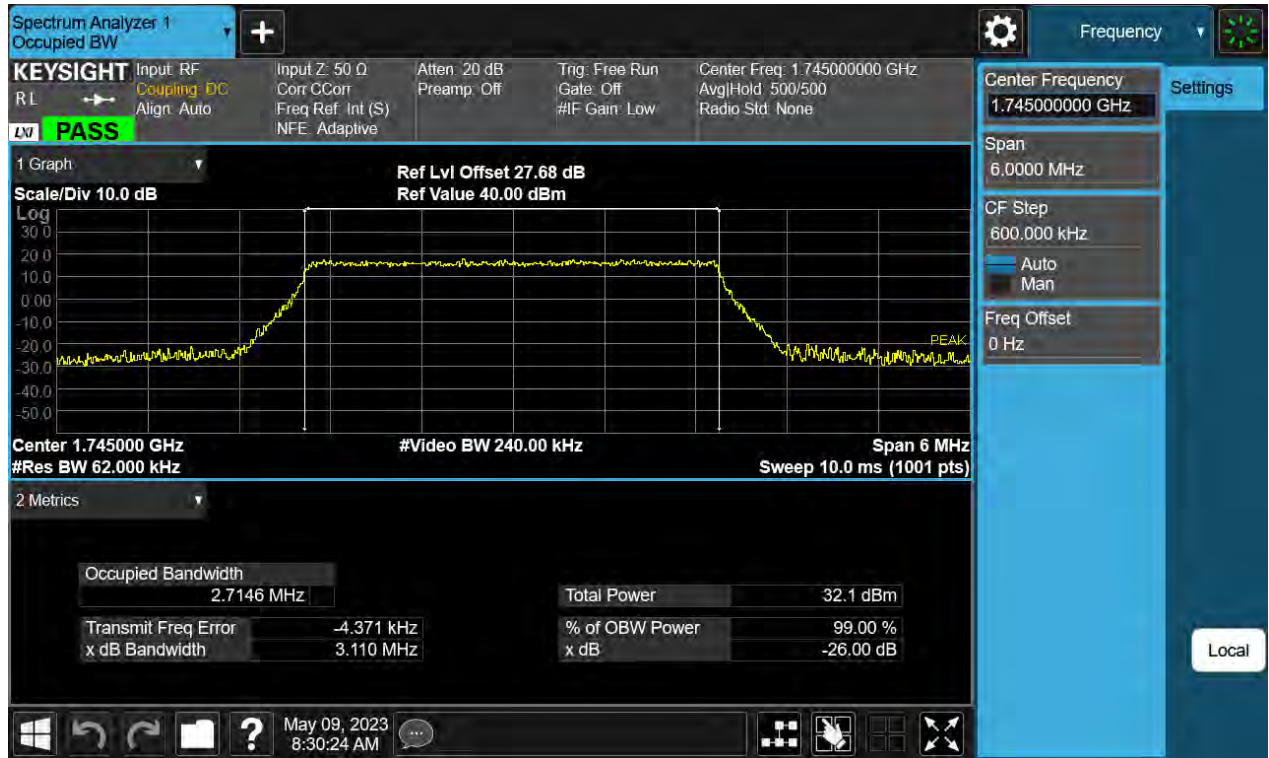 Spectrum Analyzer 1
Occupied BW
Frequency
KEYSIGHT
R L
LXI
PASS
Input: RF
Coupling: DC
Align: Auto
Input Z: 50 Ω
Corr CCorr
Freq Ref: Int (S)
NFE: Adaptive
Atten: 20 dB
Preamp: Off
Trig: Free Run
Gate: Off
#IF Gain: Low
Center Freq: 1.745000000 GHz
Avg|Hold: 500/500
Radio Std: None
Center Frequency
1.745000000 GHz
Settings
Span
6.0000 MHz
CF Step
600.000 kHz
Auto
Man
Freq Offset
0 Hz
Local
1 Graph
Scale/Div 10.0 dB
Ref Lvl Offset 27.68 dB
Ref Value 40.00 dBm
Log
30.0
20.0
10.0
0.00
-10.0
-20.0
-30.0
-40.0
-50.0
PEAK
Center 1.745000 GHz
#Video BW 240.00 kHz
Span 6 MHz
#Res BW 62.000 kHz
Sweep 10.0 ms (1001 pts)
2 Metrics
Occupied Bandwidth
2.7146 MHz
Total Power 32.1 dBm
Transmit Freq Error -4.371 kHz
% of OBW Power 99.00 %
x dB Bandwidth 3.110 MHz
x dB -26.00 dB
?
May 09, 2023
8:30:24 AM